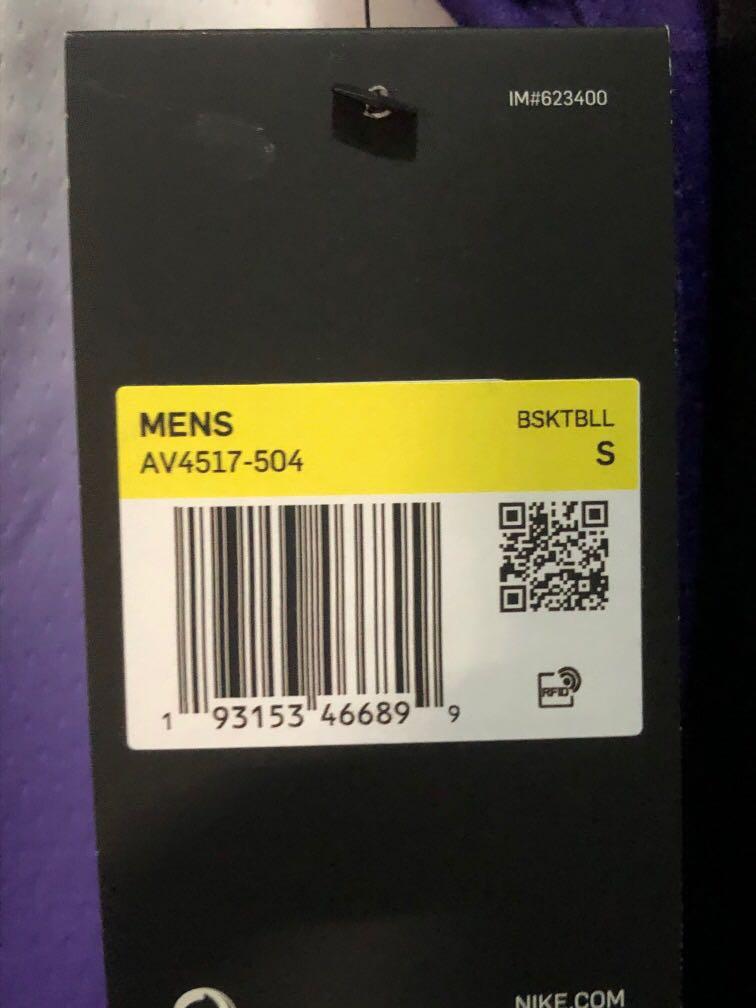 IM#623400
MENS
BSKTBLL
AV4517-504
S
RFID
1 93153 46689 9
NIKE.COM